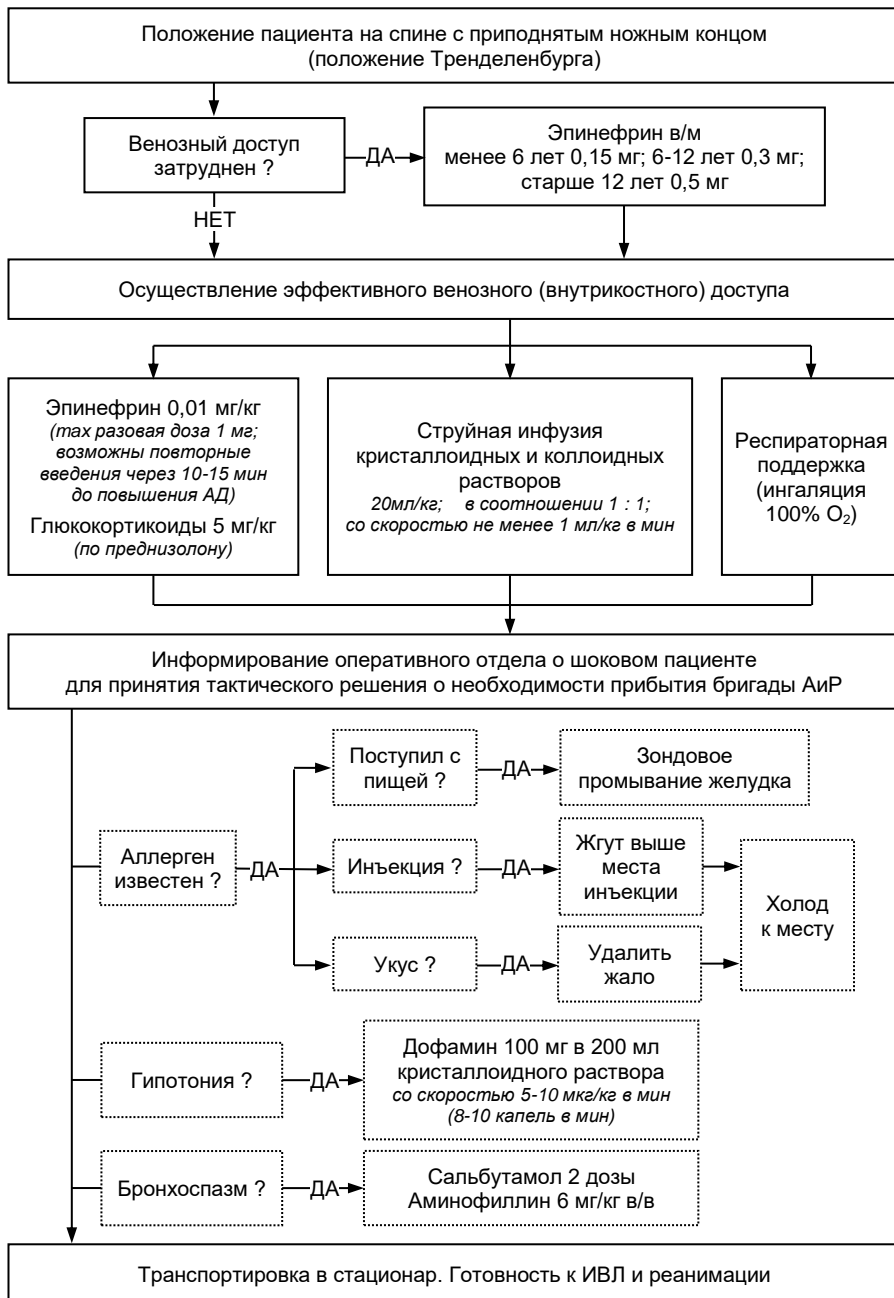 Положение пациента на спине с приподнятым ножным концом
(положение Тренделенбурга)
Венозный доступ
затруднен ?
ДА
Эпинефрин в/м
менее 6 лет 0,15 мг; 6-12 лет 0,3 мг;
старше 12 лет 0,5 мг
НЕТ
Осуществление эффективного венозного (внутрикостного) доступа
Эпинефрин 0,01 мг/кг
(max разовая доза 1 мг;
возможны повторные
введения через 10-15 мин
до повышения АД)
Глюкокортикоиды 5 мг/кг
(по преднизолону)
Струйная инфузия
кристаллоидных и коллоидных
растворов
20мл/кг; в соотношении 1 : 1;
со скоростью не менее 1 мл/кг в мин
Респираторная
поддержка
(ингаляция
100% O₂)
Информирование оперативного отдела о шоковом пациенте
для принятия тактического решения о необходимости прибытия бригады АиР
Аллерген
известен ?
ДА
Поступил с
пищей ?
ДА
Зондовое
промывание желудка
Инъекция ?
ДА
Жгут выше
места
инъекции
Укус ?
ДА
Удалить
жало
Холод
к месту
Гипотония ?
ДА
Дофамин 100 мг в 200 мл
кристаллоидного раствора
со скоростью 5-10 мкг/кг в мин
(8-10 капель в мин)
Бронхоспазм ?
ДА
Сальбутамол 2 дозы
Аминофиллин 6 мг/кг в/в
Транспортировка в стационар. Готовность к ИВЛ и реанимации